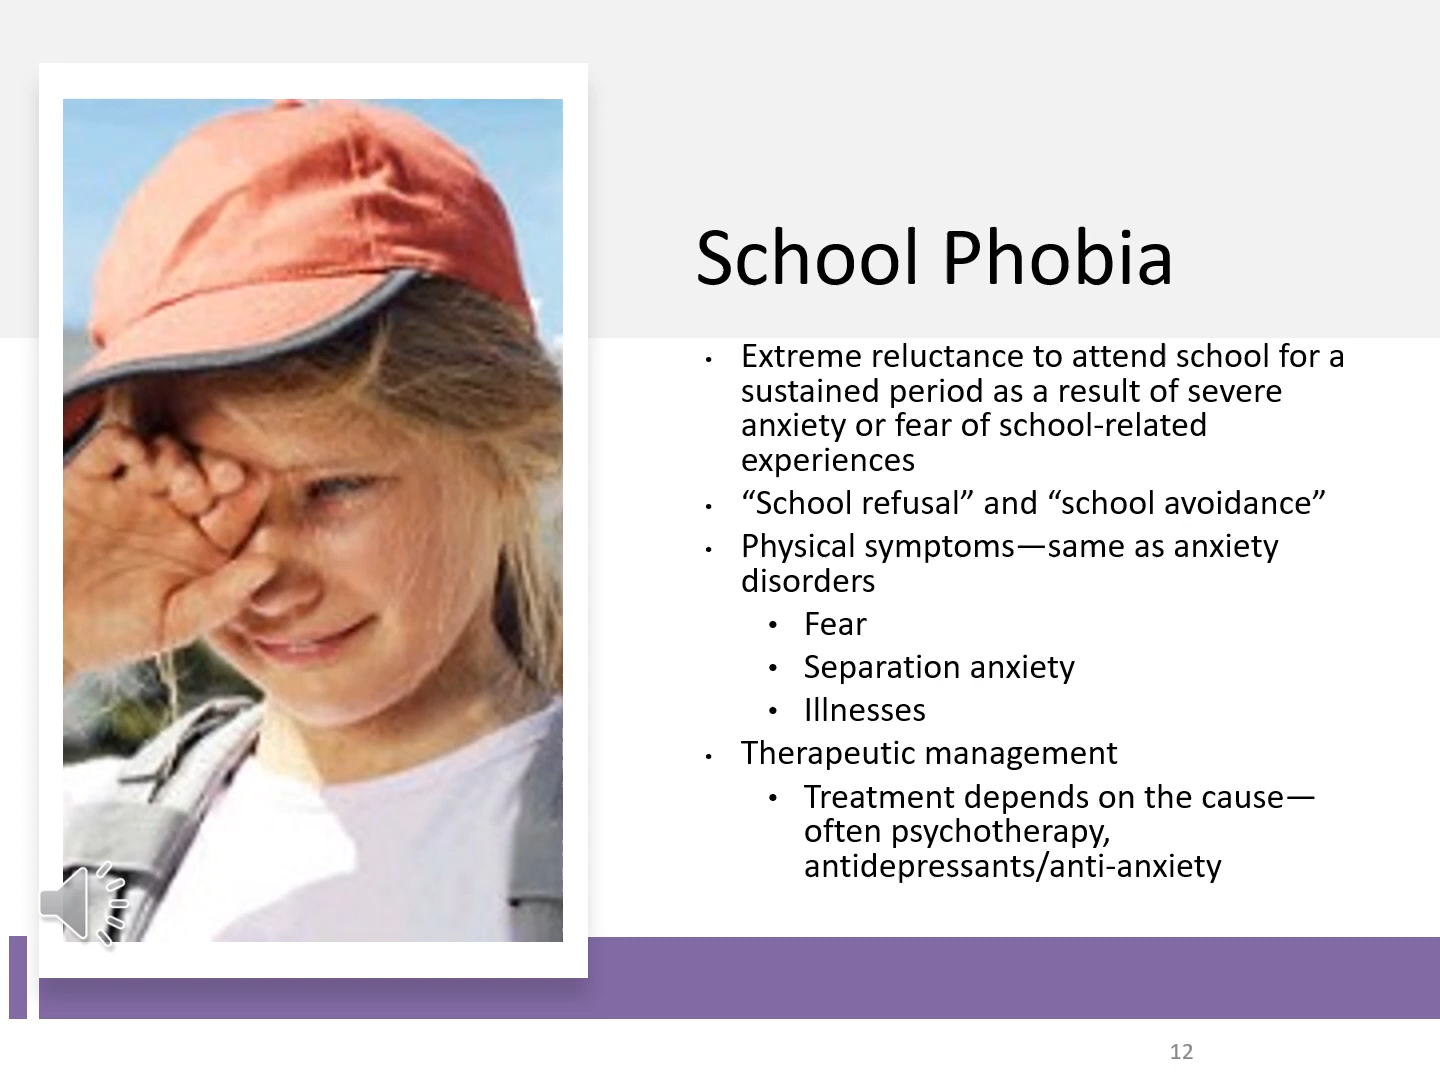 School Phobia
• Extreme reluctance to attend school for a
sustained period as a result of severe
anxiety or fear of school-related
experiences
• “School refusal” and “school avoidance”
• Physical symptoms—same as anxiety
disorders
• Fear
• Separation anxiety
• Illnesses
• Therapeutic management
• Treatment depends on the cause—
often psychotherapy,
antidepressants/anti-anxiety
12